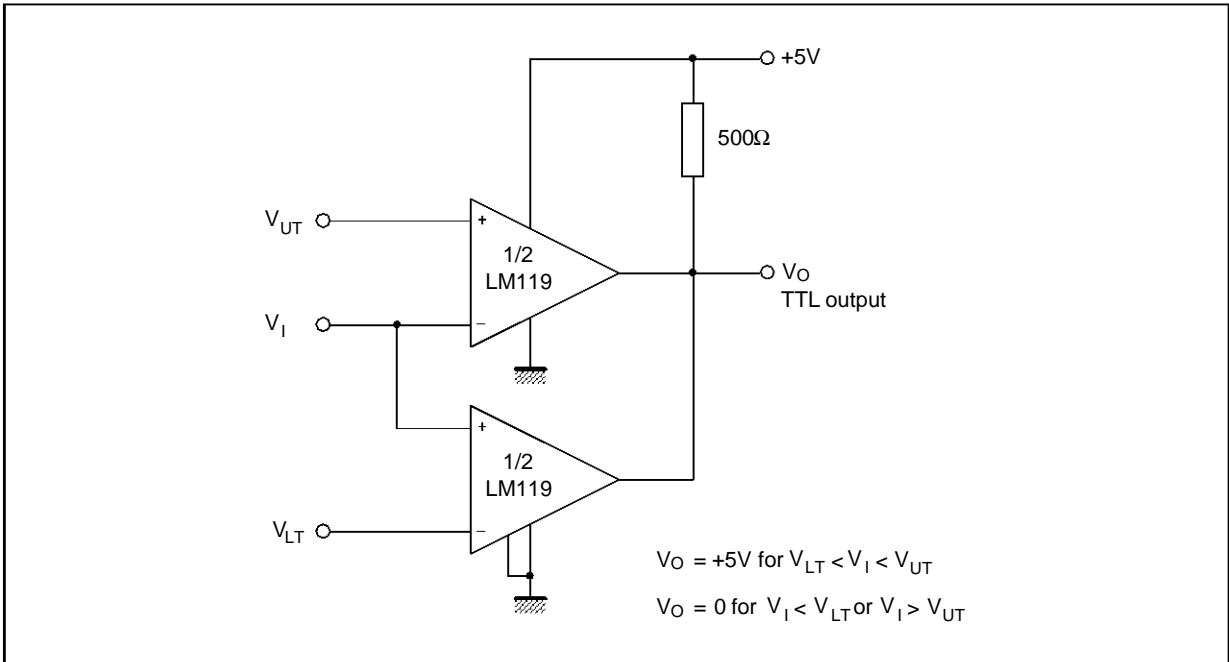 +5V
500Ω
V_UT
+
1/2
LM119
V_O
TTL output
V_I
−
+
1/2
LM119
V_LT
−
V_O = +5V for V_LT < V_I < V_UT
V_O = 0 for V_I < V_LT or V_I > V_UT